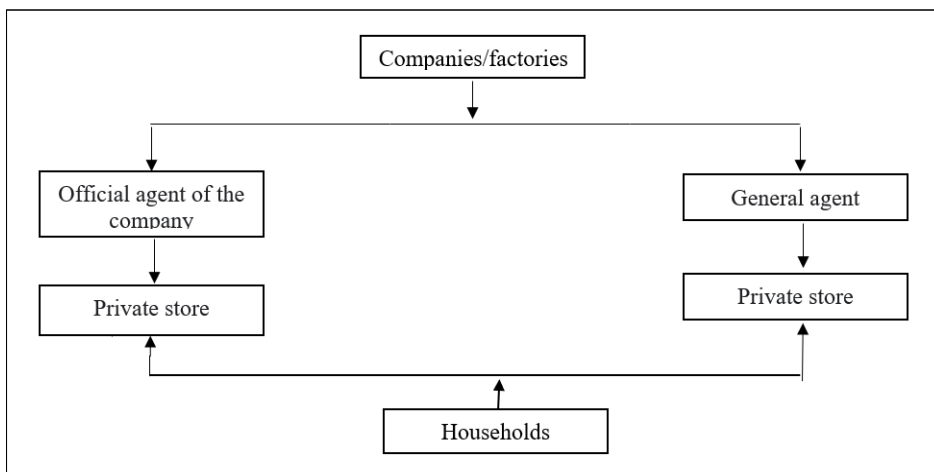 Companies/factories
Official agent of the
company
General agent
Private store
Private store
Households